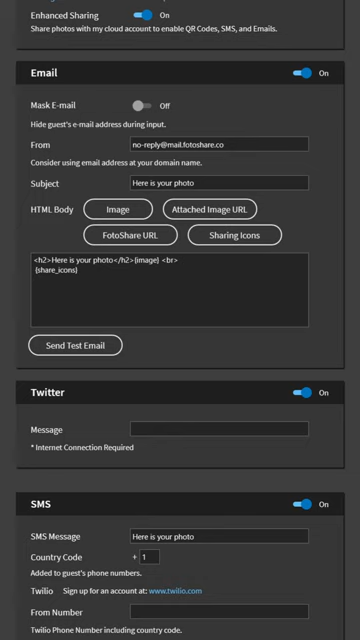 Enhanced Sharing On
Share photos with my cloud account to enable QR Codes, SMS, and Emails.
Email On
Mask E-mail Off
Hide guest's e-mail address during input.
From no-reply@mail.fotoshare.co
Consider using email address at your domain name.
Subject Here is your photo
HTML Body Image Attached Image URL
FotoShare URL Sharing Icons
<h2>Here is your photo</h2>{image} <br>
{share_icons}
Send Test Email
Twitter On
Message
* Internet Connection Required
SMS On
SMS Message Here is your photo
Country Code + 1
Added to guest's phone numbers.
Twilio Sign up for an account at: www.twilio.com
From Number
Twilio Phone Number including country code.